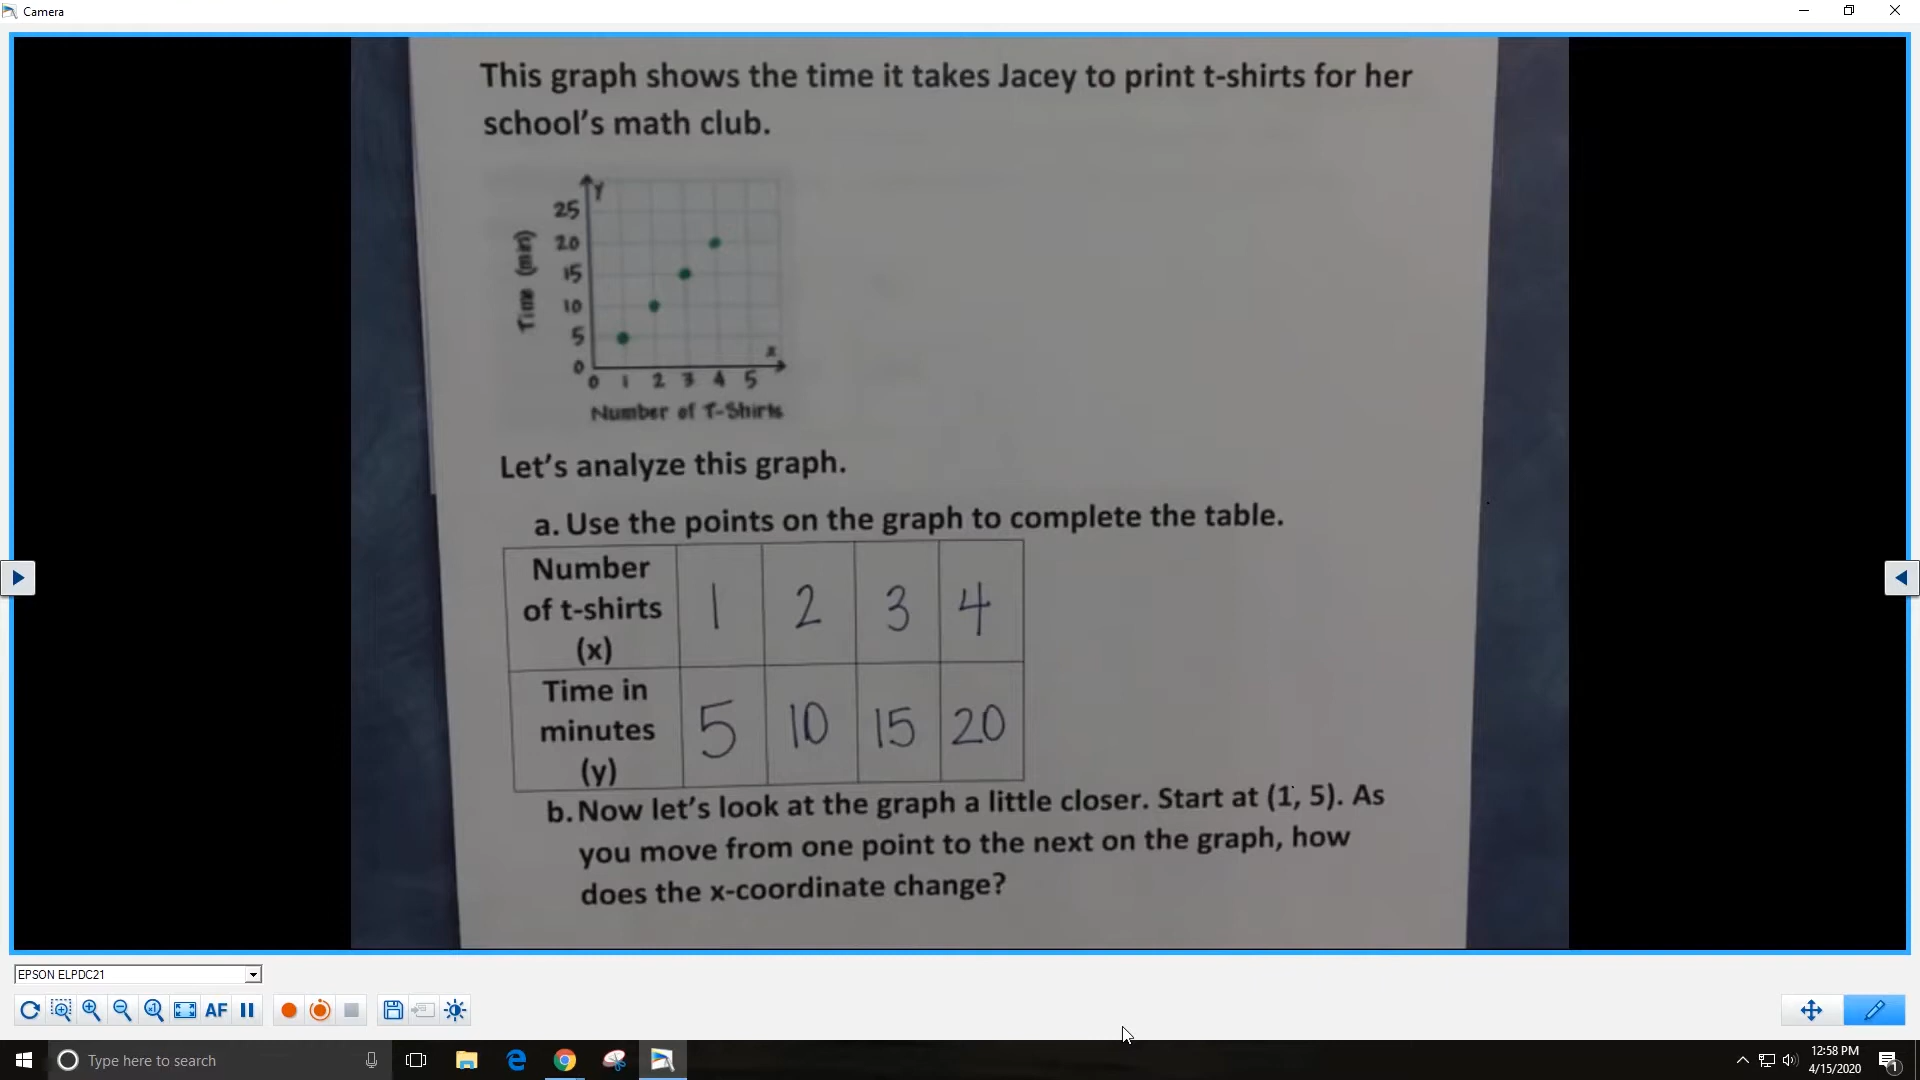 Camera
This graph shows the time it takes Jacey to print t-shirts for her
school's math club.
Y
25
20
15
10
5
0
Time (min)
x
0 1 2 3 4 5
Number of T-Shirts
Let's analyze this graph.
a. Use the points on the graph to complete the table.
Number
of t-shirts
(x)
1 2 3 4
Time in
minutes
(y)
5 10 15 20
b. Now let's look at the graph a little closer. Start at (1, 5). As
you move from one point to the next on the graph, how
does the x-coordinate change?
EPSON ELPDC21
AF
Type here to search
12:58 PM
4/15/2020
1